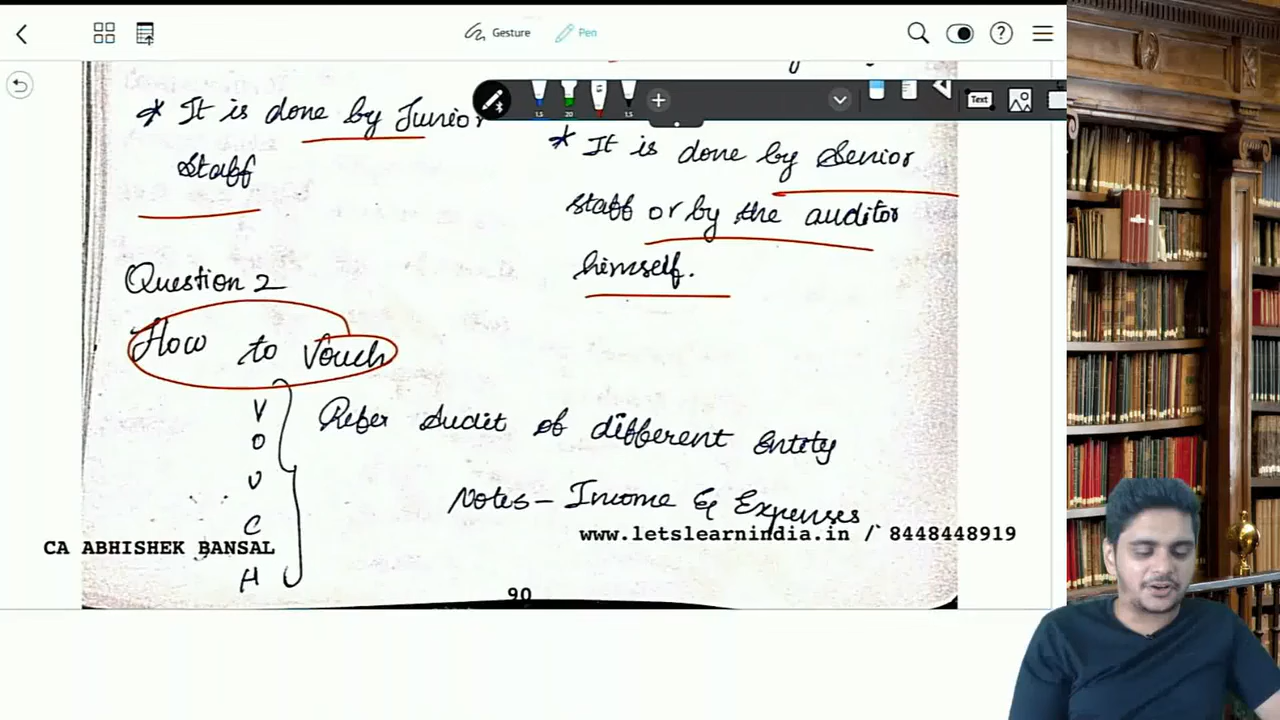 Gesture
Pen
Text
* It is done by Junior
staff
* It is done by Senior
staff or by the auditor
himself.
Question 2
How to Vouch
V
O
U
C
H
Refer Audit of different Entity
Notes - Income & Expenses
www.letslearnindia.in / 8448448919
CA ABHISHEK BANSAL
90